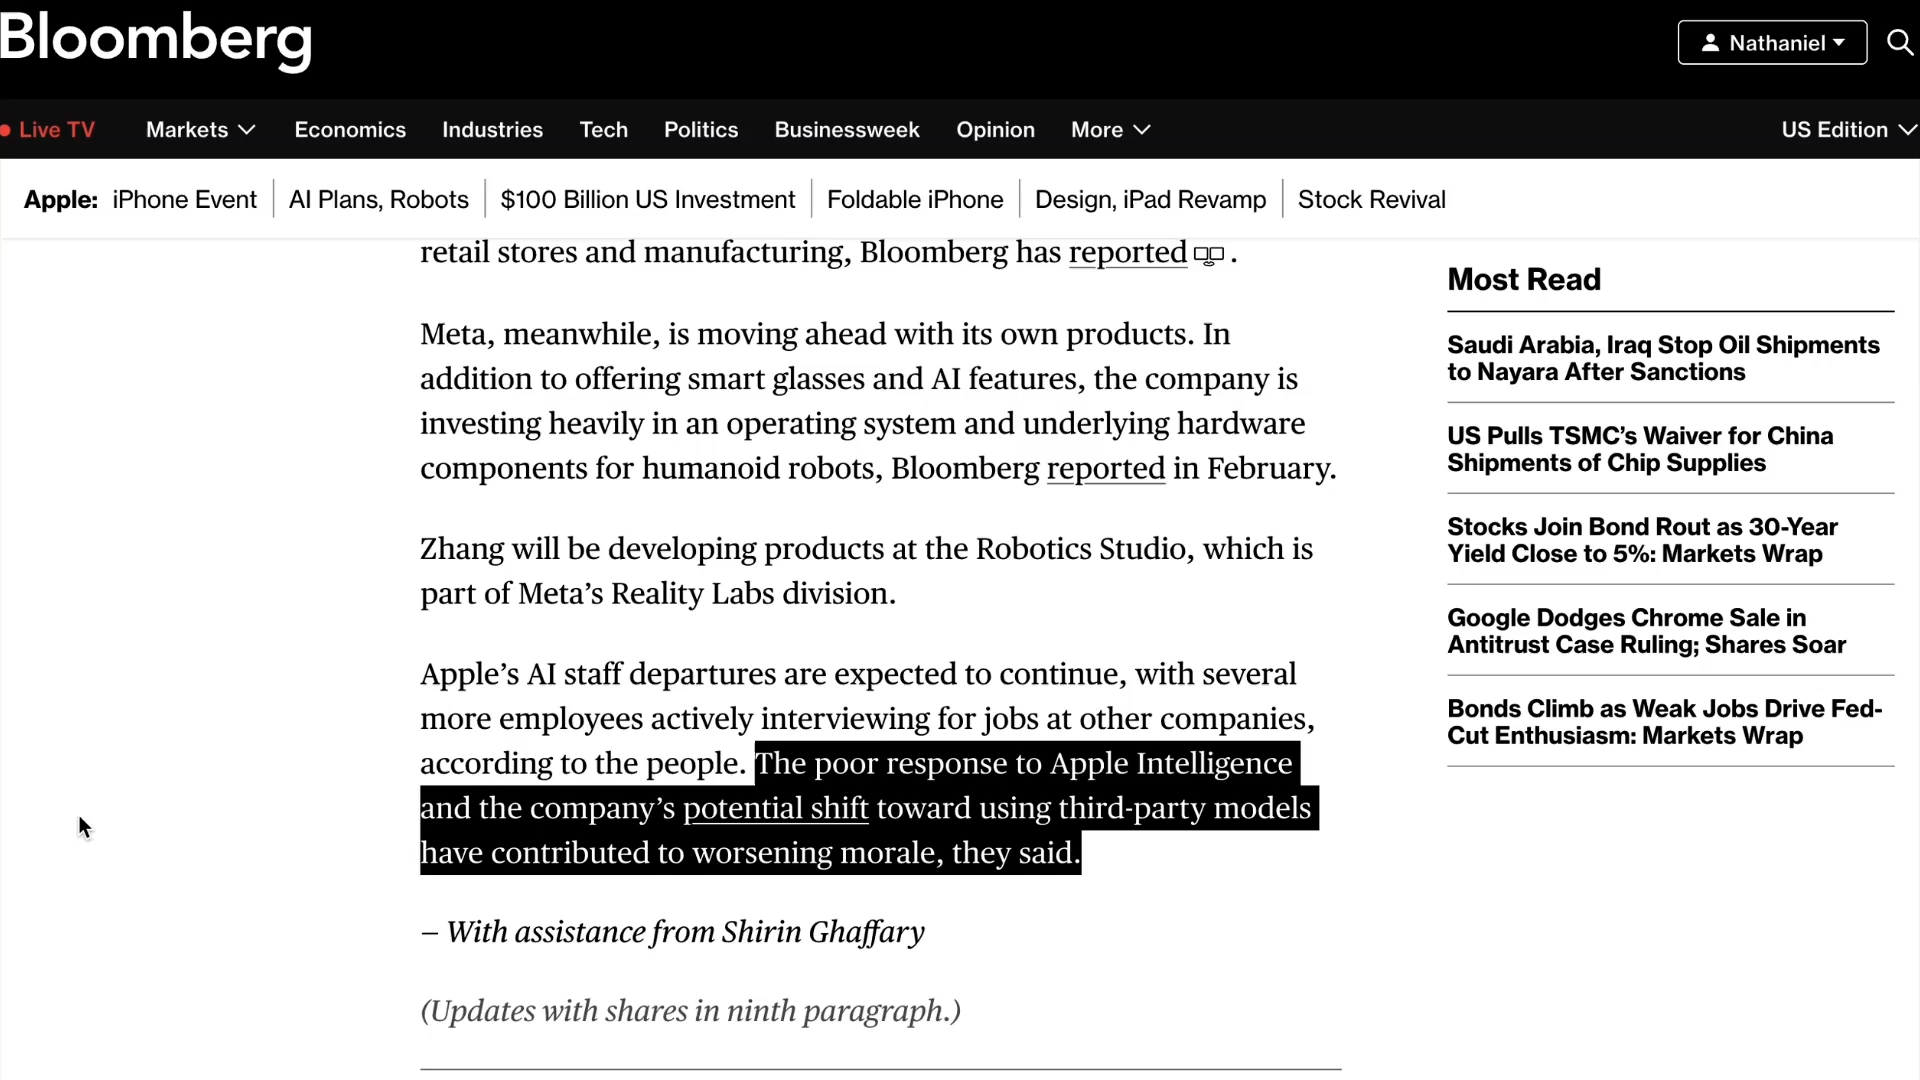 Bloomberg
Nathaniel
Live TV
Markets
Economics
Industries
Tech
Politics
Businessweek
Opinion
More
US Edition
Apple:
iPhone Event
AI Plans, Robots
$100 Billion US Investment
Foldable iPhone
Design, iPad Revamp
Stock Revival
retail stores and manufacturing, Bloomberg has reported .
Meta, meanwhile, is moving ahead with its own products. In
addition to offering smart glasses and AI features, the company is
investing heavily in an operating system and underlying hardware
components for humanoid robots, Bloomberg reported in February.
Zhang will be developing products at the Robotics Studio, which is
part of Meta’s Reality Labs division.
Apple’s AI staff departures are expected to continue, with several
more employees actively interviewing for jobs at other companies,
according to the people. The poor response to Apple Intelligence
and the company’s potential shift toward using third-party models
have contributed to worsening morale, they said.
– With assistance from Shirin Ghaffary
(Updates with shares in ninth paragraph.)
Most Read
Saudi Arabia, Iraq Stop Oil Shipments
to Nayara After Sanctions
US Pulls TSMC’s Waiver for China
Shipments of Chip Supplies
Stocks Join Bond Rout as 30-Year
Yield Close to 5%: Markets Wrap
Google Dodges Chrome Sale in
Antitrust Case Ruling; Shares Soar
Bonds Climb as Weak Jobs Drive Fed-
Cut Enthusiasm: Markets Wrap